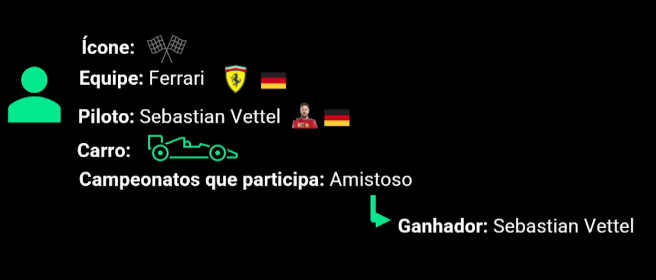 Ícone:
Equipe: Ferrari
Piloto: Sebastian Vettel
Carro:
Campeonatos que participa: Amistoso
Ganhador: Sebastian Vettel